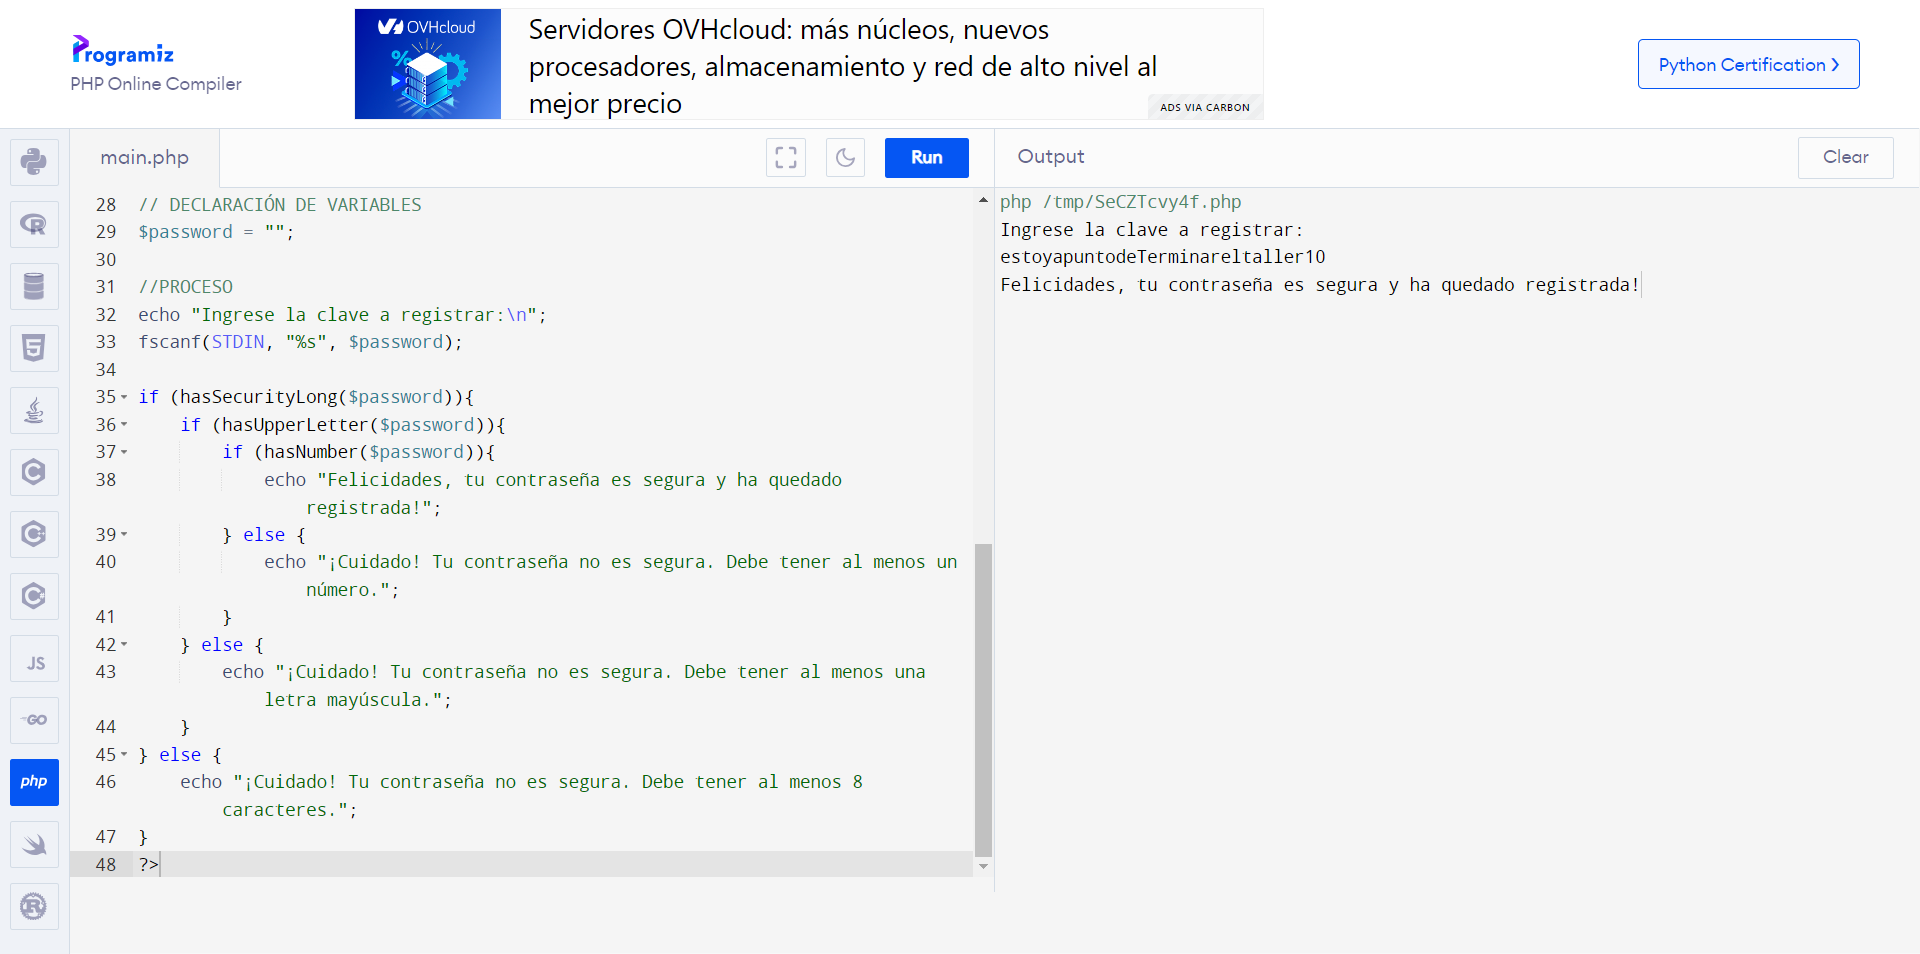 Programiz
PHP Online Compiler
OVHcloud
%
Servidores OVHcloud: más núcleos, nuevos
procesadores, almacenamiento y red de alto nivel al
mejor precio
ADS VIA CARBON
Python Certification
main.php
Run
Output
Clear
28 // DECLARACIÓN DE VARIABLES
29 $password = "";
30
31 //PROCESO
32 echo "Ingrese la clave a registrar:\n";
33 fscanf(STDIN, "%s", $password);
34
35 if (hasSecurityLong($password)){
36 if (hasUpperLetter($password)){
37 if (hasNumber($password)){
38 echo "Felicidades, tu contraseña es segura y ha quedado
registrada!";
39 } else {
40 echo "¡Cuidado! Tu contraseña no es segura. Debe tener al menos un
número.";
41 }
42 } else {
43 echo "¡Cuidado! Tu contraseña no es segura. Debe tener al menos una
letra mayúscula.";
44 }
45 } else {
46 echo "¡Cuidado! Tu contraseña no es segura. Debe tener al menos 8
caracteres.";
47 }
48 ?>
php /tmp/SeCZTcvy4f.php
Ingrese la clave a registrar:
estoyapuntodeTerminareltaller10
Felicidades, tu contraseña es segura y ha quedado registrada!
R
5
C
C
C
JS
GO
php
R